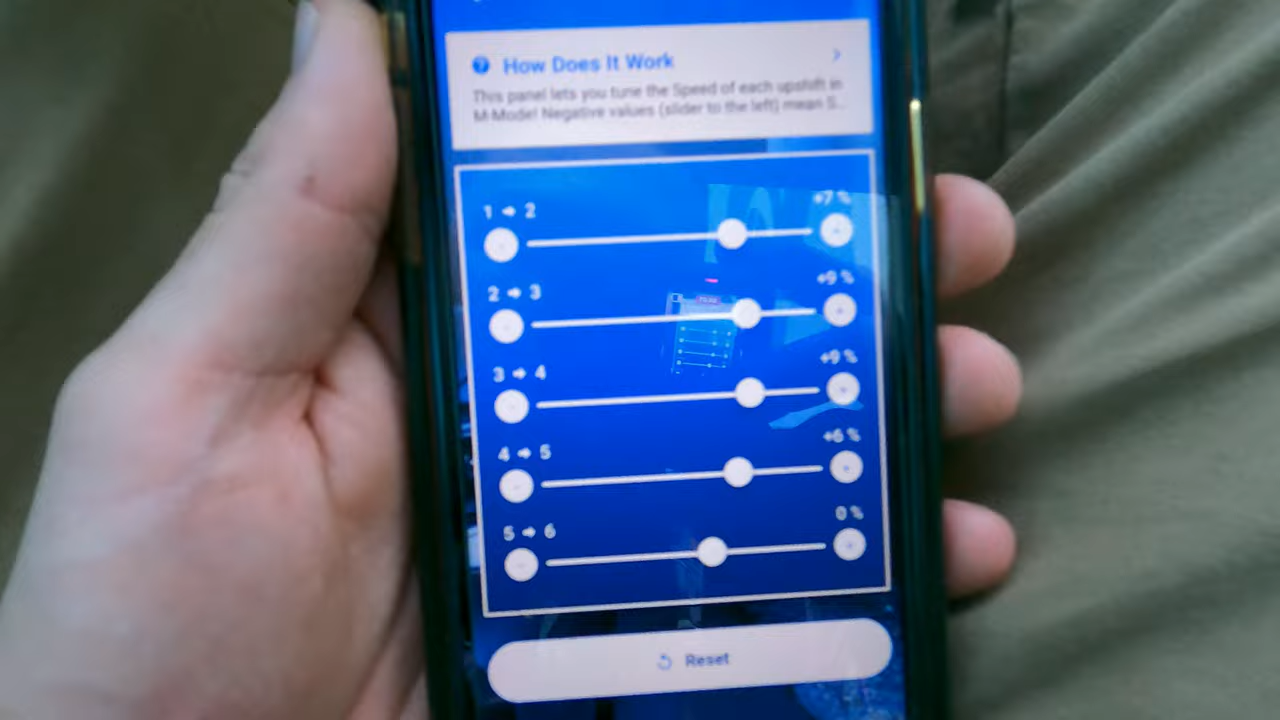 How Does It Work
This panel lets you tune the Speed of each upshift in
M-Mode! Negative values (slider to the left) mean S...
1 ➡ 2
+7 %
2 ➡ 3
+9 %
3 ➡ 4
+9 %
4 ➡ 5
+6 %
5 ➡ 6
0 %
Reset